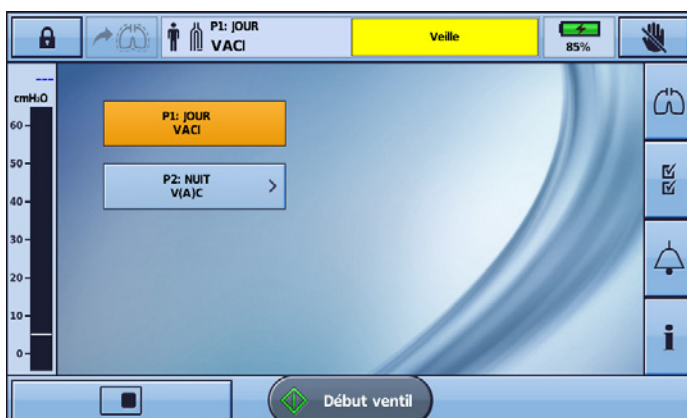 P1: JOUR
VACI
Veille
85%
---
cmH₂O
60
50
40
30
20
10
0
P1: JOUR
VACI
P2: NUIT
V(A)C
Début ventil